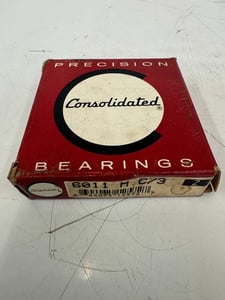 PRECISION
Consolidated
BEARINGS
6011 M C/3